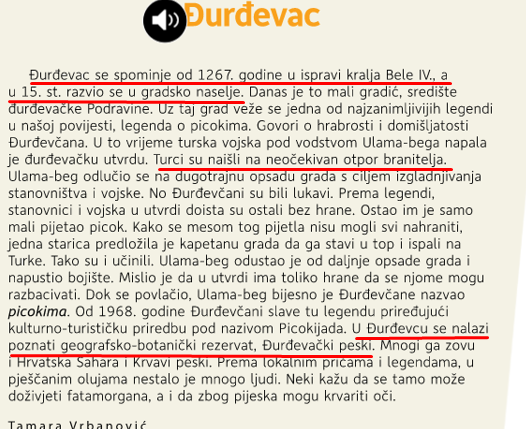 Đurđevac
Đurđevac se spominje od 1267. godine u ispravi kralja Bele IV., a
u 15. st. razvio se u gradsko naselje. Danas je to mali gradić, središte
đurđevačke Podravine. Uz taj grad veže se jedna od najzanimljivijih legendi
u našoj povijesti, legenda o picokima. Govori o hrabrosti i domišljatosti
Đurđevčana. U to vrijeme turska vojska pod vodstvom Ulama-bega napala
je đurđevačku utvrdu. Turci su naišli na neočekivan otpor branitelja.
Ulama-beg odlučio se na dugotrajnu opsadu grada s ciljem izgladnjivanja
stanovništva i vojske. No Đurđevčani su bili lukavi. Prema legendi,
stanovnici i vojska u utvrdi doista su ostali bez hrane. Ostao im je samo
mali pijetao picok. Kako se mesom tog pijetla nisu mogli svi nahraniti,
jedna starica predložila je kapetanu grada da ga stavi u top i ispali na
Turke. Tako su i učinili. Ulama-beg odustao je od daljnje opsade grada i
napustio bojište. Mislio je da u utvrdi ima toliko hrane da se njome mogu
razbacivati. Dok se povlačio, Ulama-beg bijesno je Đurđevčane nazvao
picokima. Od 1968. godine Đurđevčani slave tu legendu priređujući
kulturno-turističku priredbu pod nazivom Picokijada. U Đurđevcu se nalazi
poznati geografsko-botanički rezervat, Đurđevački peski. Mnogi ga zovu
i Hrvatska Sahara i Krvavi peski. Prema lokalnim pričama i legendama, u
pješčanim olujama nestalo je mnogo ljudi. Neki kažu da se tamo može
doživjeti fatamorgana, a i da zbog pijeska mogu krvariti oči.
Tamara Vrbanović